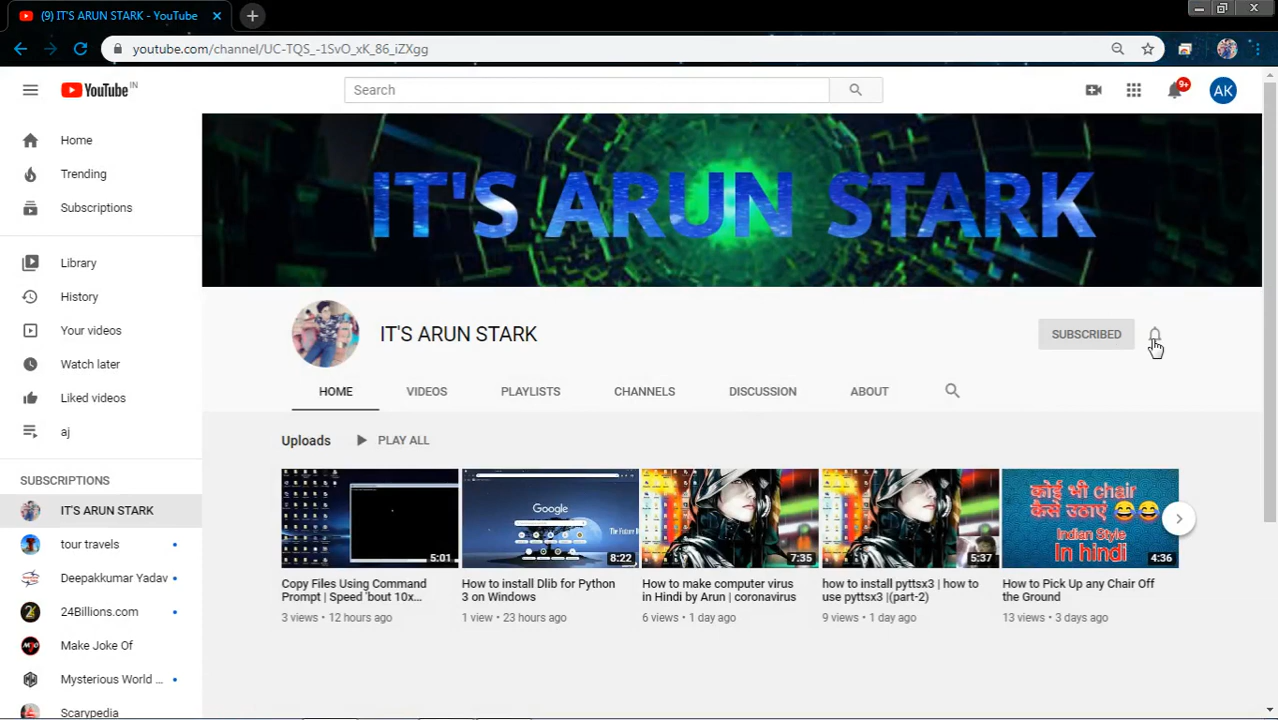 (9) IT'S ARUN STARK - YouTube
youtube.com/channel/UC-TQS_-1SvO_xK_86_iZXgg
YouTube IN
Search
9+
AK
Home
Trending
Subscriptions
Library
History
Your videos
Watch later
Liked videos
aj
SUBSCRIPTIONS
IT'S ARUN STARK
tour travels
Deepakkumar Yadav
24Billions.com
Make Joke Of
Mysterious World ...
Scarypedia
IT'S ARUN STARK
IT'S ARUN STARK
SUBSCRIBED
HOME VIDEOS PLAYLISTS CHANNELS DISCUSSION ABOUT
Uploads PLAY ALL
5:01
Copy Files Using Command
Prompt | Speed 'bout 10x...
3 views • 12 hours ago
Google
8:22
How to install Dlib for Python
3 on Windows
1 view • 23 hours ago
7:35
How to make computer virus
in Hindi by Arun | coronavirus
6 views • 1 day ago
5:37
how to install pyttsx3 | how to
use pyttsx3 |(part-2)
9 views • 1 day ago
कोई भी chair
कैसे उठाएं 😂😂
Indian Style
In hindi
4:36
How to Pick Up any Chair Off
the Ground
13 views • 3 days ago